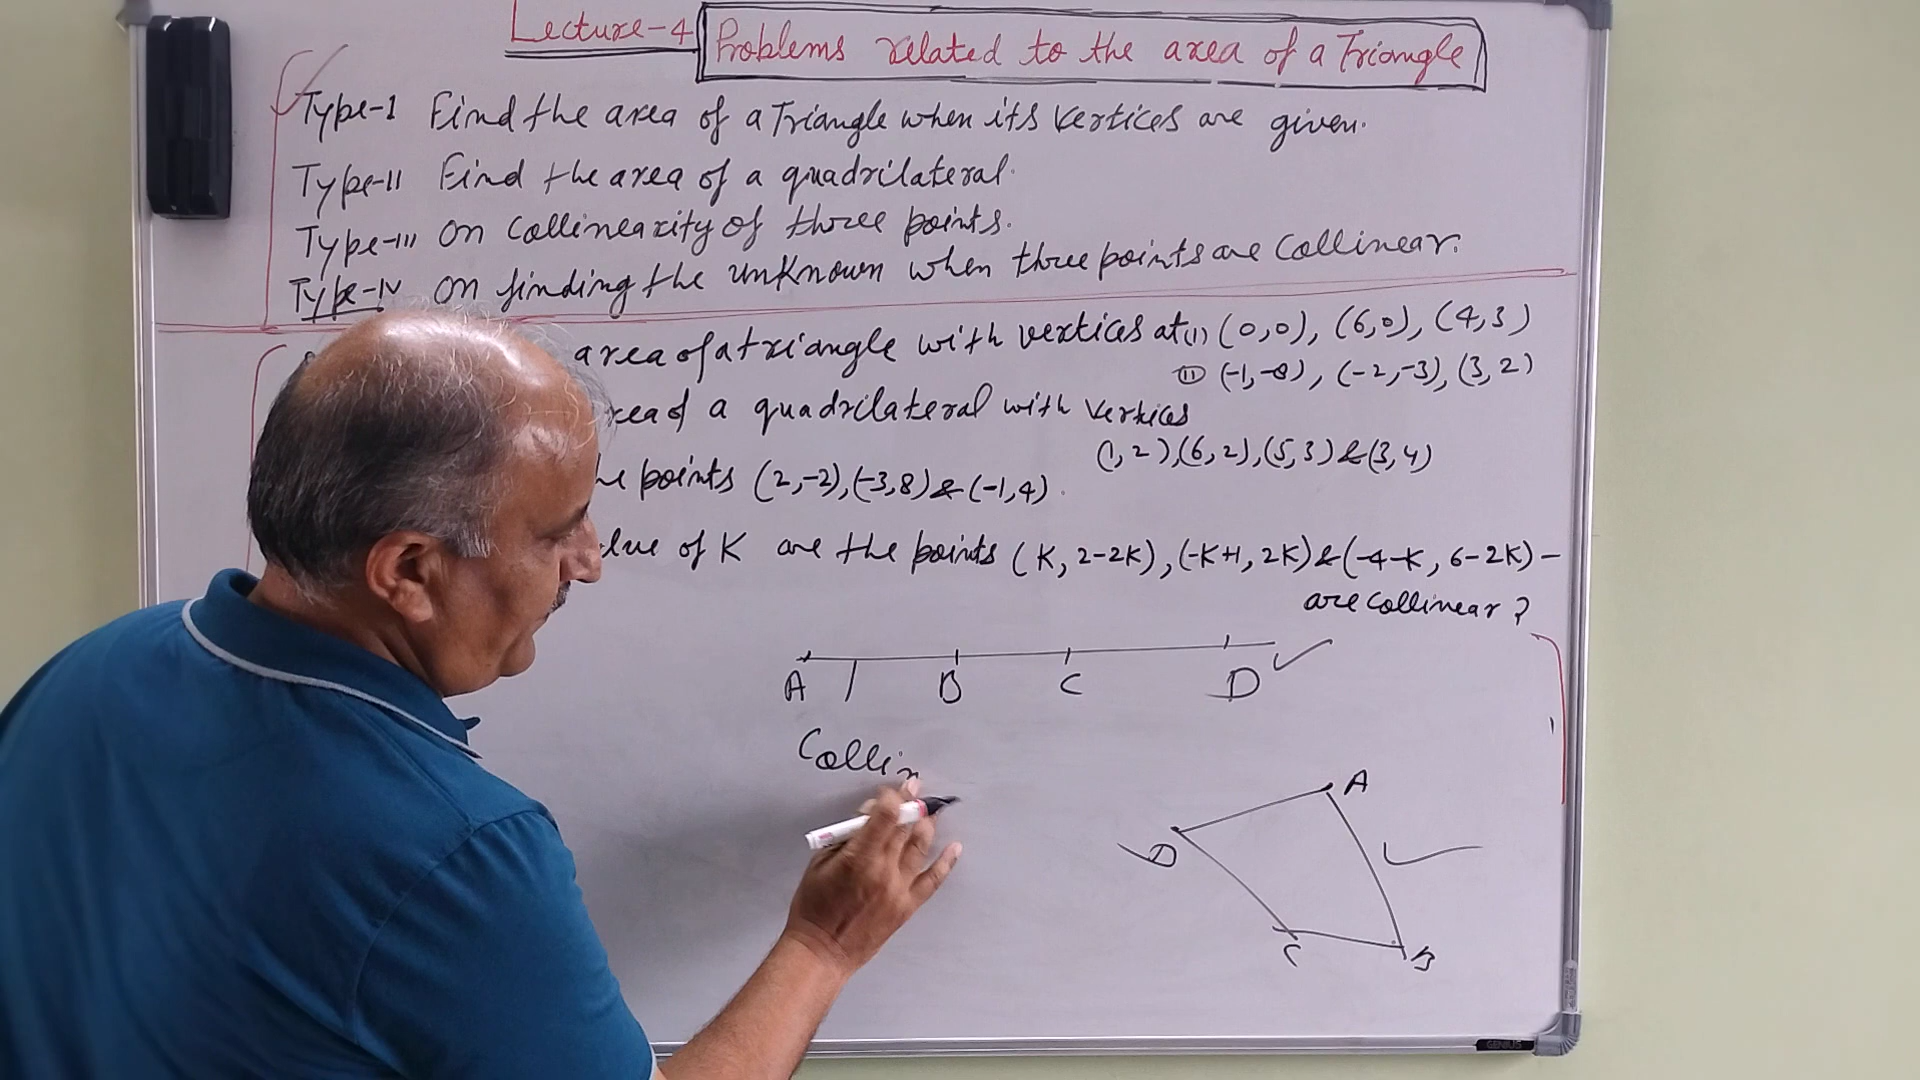 Lecture-4 Problems related to the area of a Triangle
Type-I Find the area of a Triangle when its vertices are given.
Type-II Find the area of a quadrilateral.
Type-III on Collinearity of three points.
Type-IV on finding the unknown when three points are Collinear.
area of a triangle with vertices at (i) (0,0), (6,0), (4,3)
(ii) (-1,-8), (-2,-3), (3,2)
of a quadrilateral with vertices
(1,2),(6,2),(5,3)&(3,4)
points (2,-2),(-3,8)&(-1,4).
of K are the points (K, 2-2K), (-K+1, 2K)&(-4-K, 6-2K)-
are collinear?
A B C D
Collin
A
D
C B
GENIUS